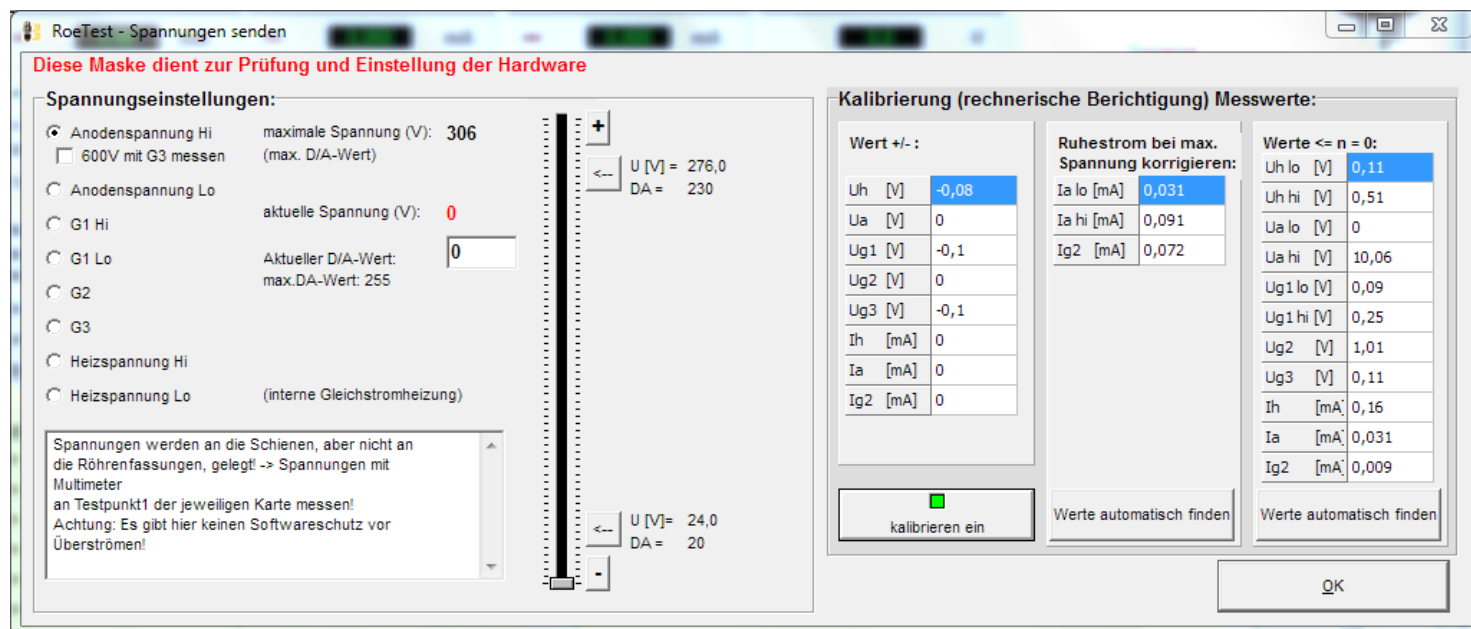 RoeTest - Spannungen senden
Diese Maske dient zur Prüfung und Einstellung der Hardware
Spannungseinstellungen:
Anodenspannung Hi
600V mit G3 messen
Anodenspannung Lo
G1 Hi
G1 Lo
G2
G3
Heizspannung Hi
Heizspannung Lo
maximale Spannung (V): 306
(max. D/A-Wert)
aktuelle Spannung (V): 0
Aktueller D/A-Wert: 0
max.DA-Wert: 255
(interne Gleichstromheizung)
Spannungen werden an die Schienen, aber nicht an
die Röhrenfassungen, gelegt! -> Spannungen mit
Multimeter
an Testpunkt1 der jeweiligen Karte messen!
Achtung: Es gibt hier keinen Softwareschutz vor
Überströmen!
+
<-- U [V] = 276,0
DA = 230
<-- U [V]= 24,0
DA = 20
-
Kalibrierung (rechnerische Berichtigung) Messwerte:
Wert +/- :
Uh [V] -0,08
Ua [V] 0
Ug1 [V] -0,1
Ug2 [V] 0
Ug3 [V] -0,1
Ih [mA] 0
Ia [mA] 0
Ig2 [mA] 0
kalibrieren ein
Ruhestrom bei max.
Spannung korrigieren:
Ia lo [mA] 0,031
Ia hi [mA] 0,091
Ig2 [mA] 0,072
Werte automatisch finden
Werte <= n = 0:
Uh lo [V] 0,11
Uh hi [V] 0,51
Ua lo [V] 0
Ua hi [V] 10,06
Ug1 lo [V] 0,09
Ug1 hi [V] 0,25
Ug2 [V] 1,01
Ug3 [V] 0,11
Ih [mA] 0,16
Ia [mA] 0,031
Ig2 [mA] 0,009
Werte automatisch finden
OK